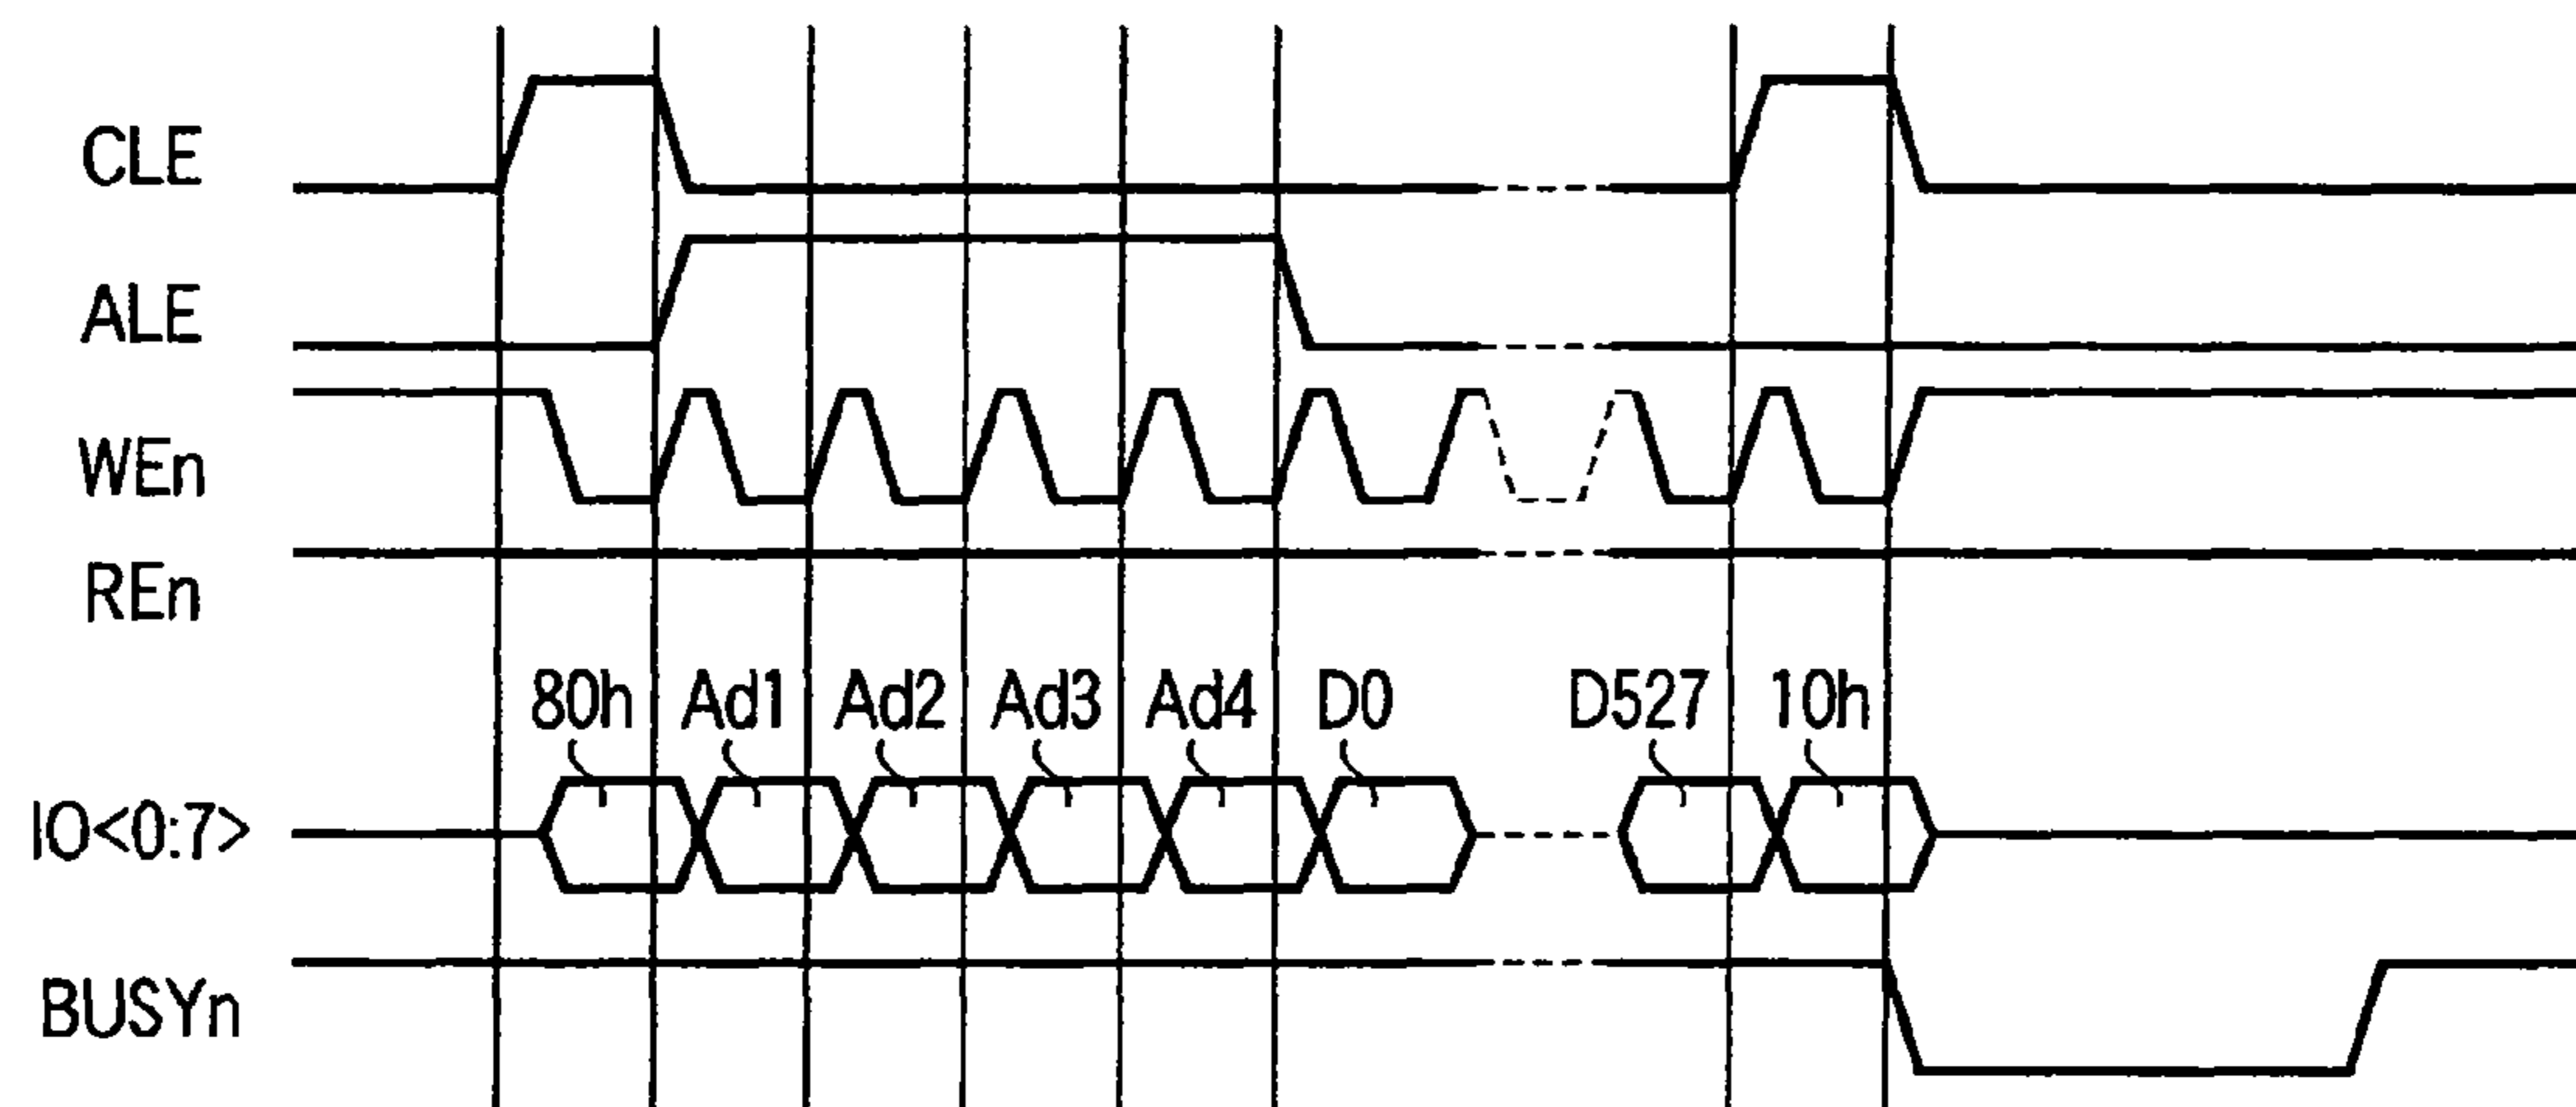 CLE
ALE
WEn
REn
80h Ad1 Ad2 Ad3 Ad4 D0 D527 10h
IO<0:7>
BUSYn